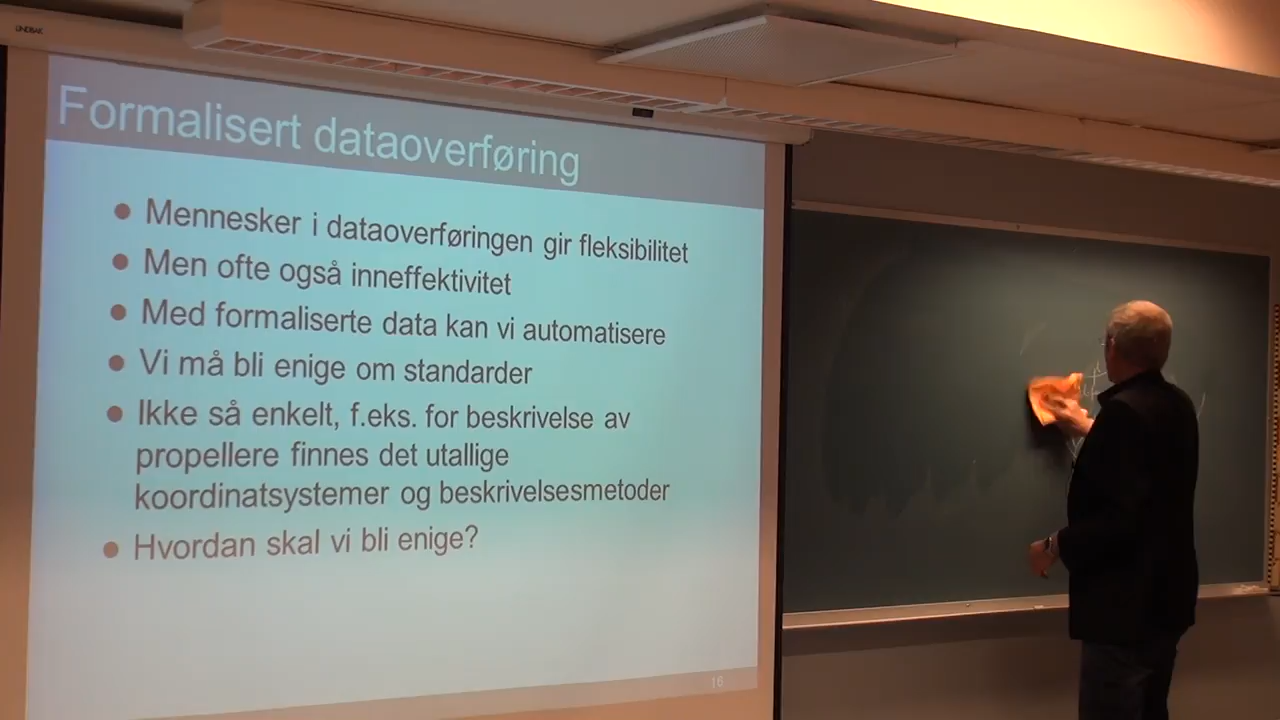 LINDBAK
Formalisert dataoverføring
Mennesker i dataoverføringen gir fleksibilitet
Men ofte også inneffektivitet
Med formaliserte data kan vi automatisere
Vi må bli enige om standarder
Ikke så enkelt, f.eks. for beskrivelse av
propellere finnes det utallige
koordinatsystemer og beskrivelsesmetoder
Hvordan skal vi bli enige?
16